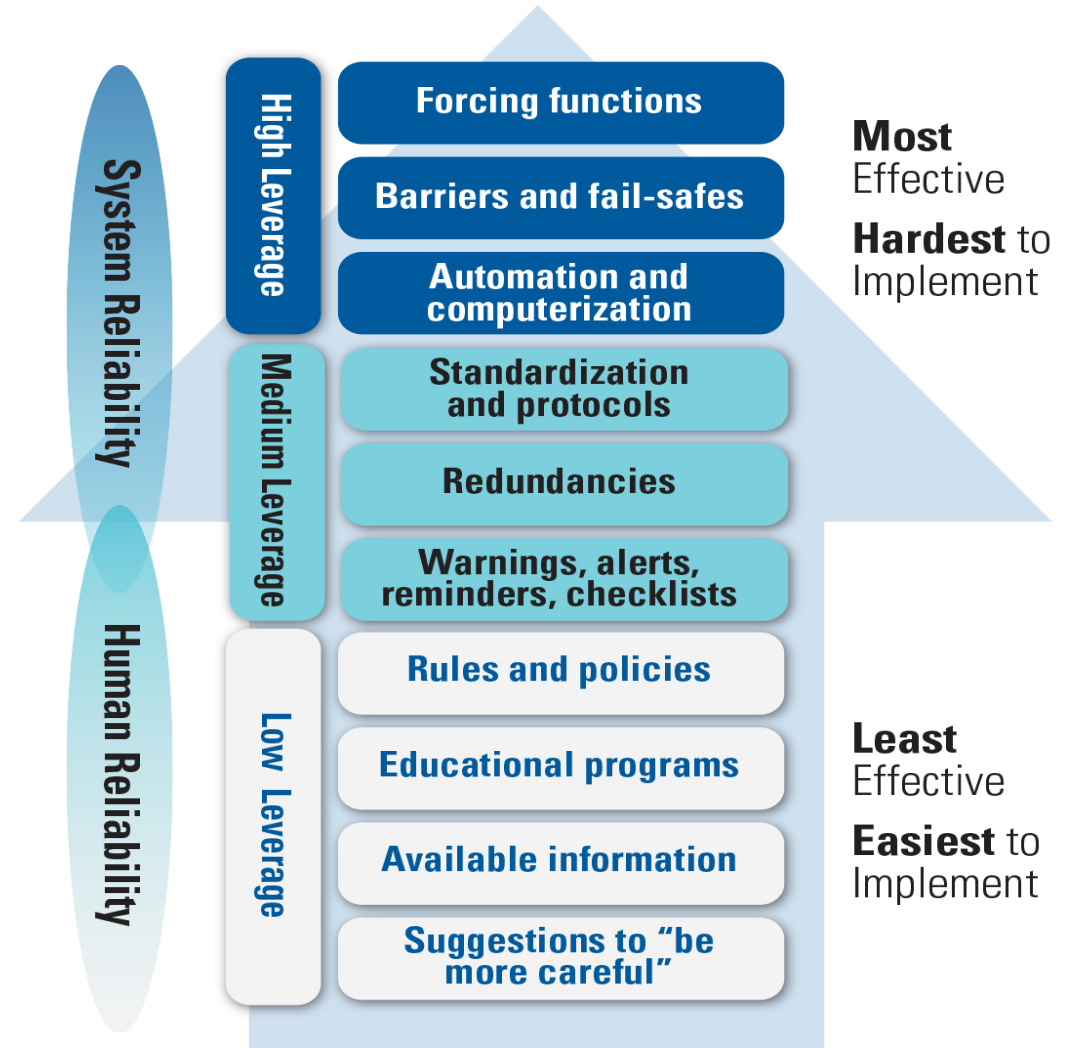 System Reliability
Human Reliability
High Leverage
Forcing functions
Barriers and fail-safes
Automation and
computerization
Medium Leverage
Standardization
and protocols
Redundancies
Warnings, alerts,
reminders, checklists
Low Leverage
Rules and policies
Educational programs
Available information
Suggestions to “be
more careful”
Most
Effective
Hardest to
Implement
Least
Effective
Easiest to
Implement